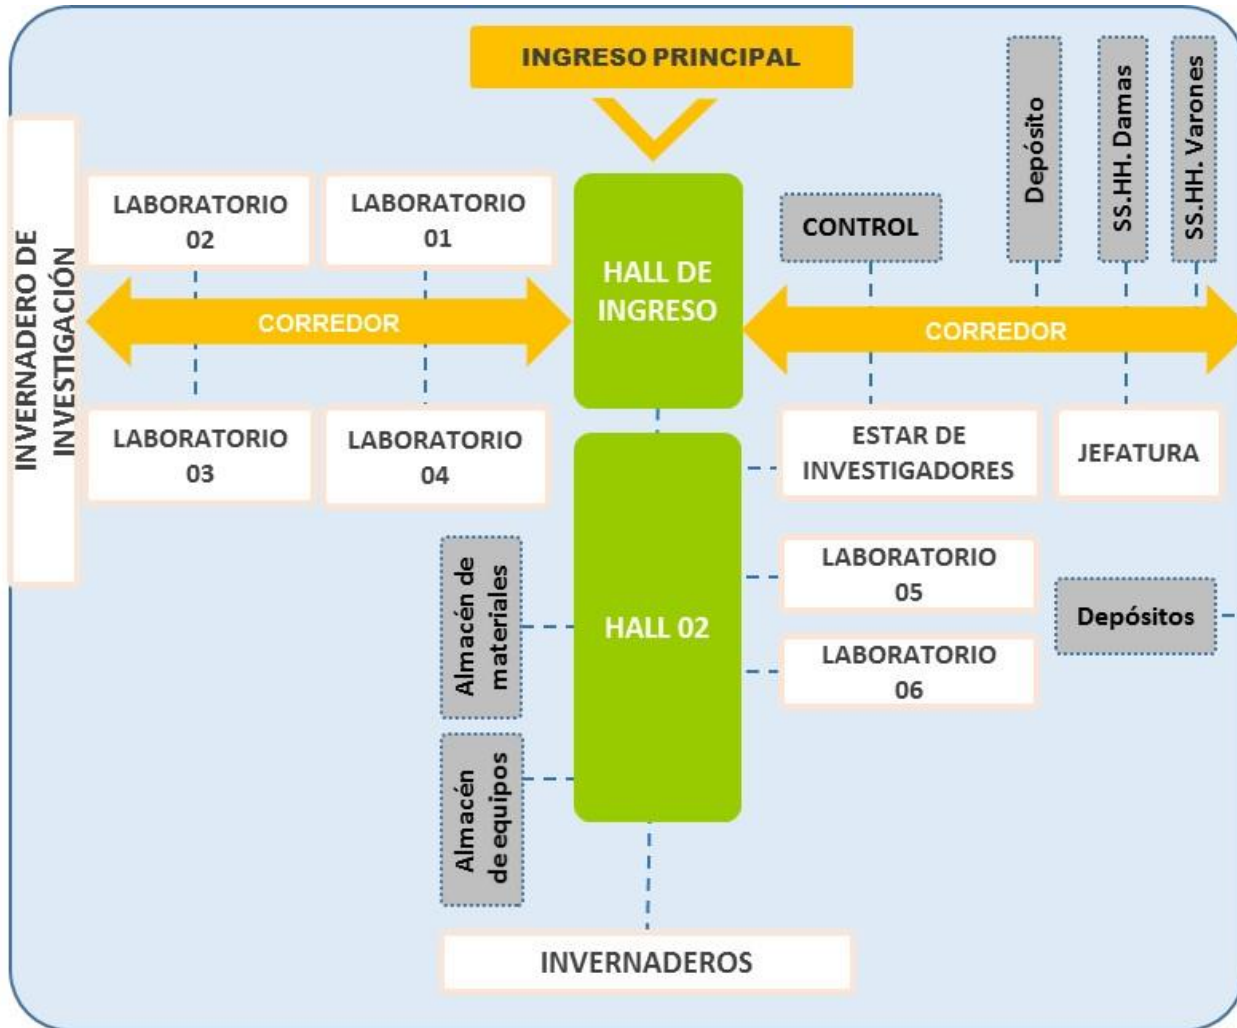 INGRESO PRINCIPAL
Depósito
SS.HH. Damas
SS.HH. Varones
INVERNADERO DE
INVESTIGACIÓN
LABORATORIO
02
LABORATORIO
01
HALL DE
INGRESO
CONTROL
CORREDOR
CORREDOR
LABORATORIO
03
LABORATORIO
04
ESTAR DE
INVESTIGADORES
JEFATURA
HALL 02
Almacén de
materiales
LABORATORIO
05
Depósitos
LABORATORIO
06
Almacén
de equipos
INVERNADEROS